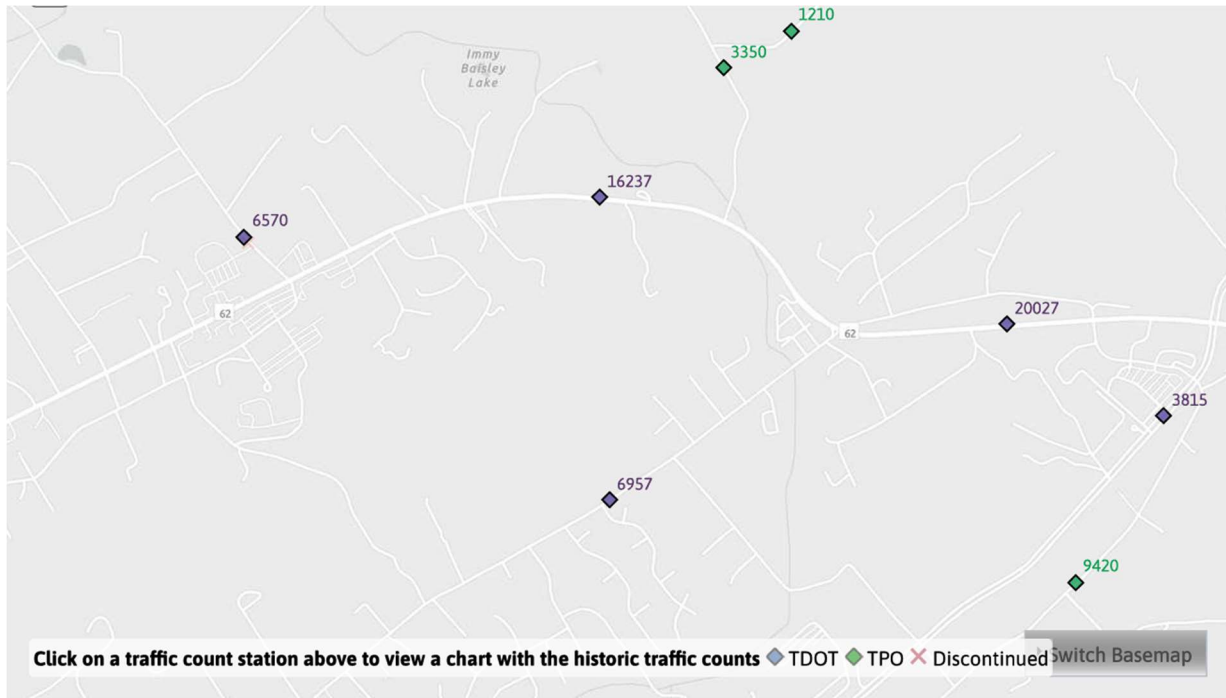 1210
3350
Immy
Baisley
Lake
16237
6570
62
20027
62
3815
6957
9420
Click on a traffic count station above to view a chart with the historic traffic counts TDOT TPO Discontinued
Switch Basemap